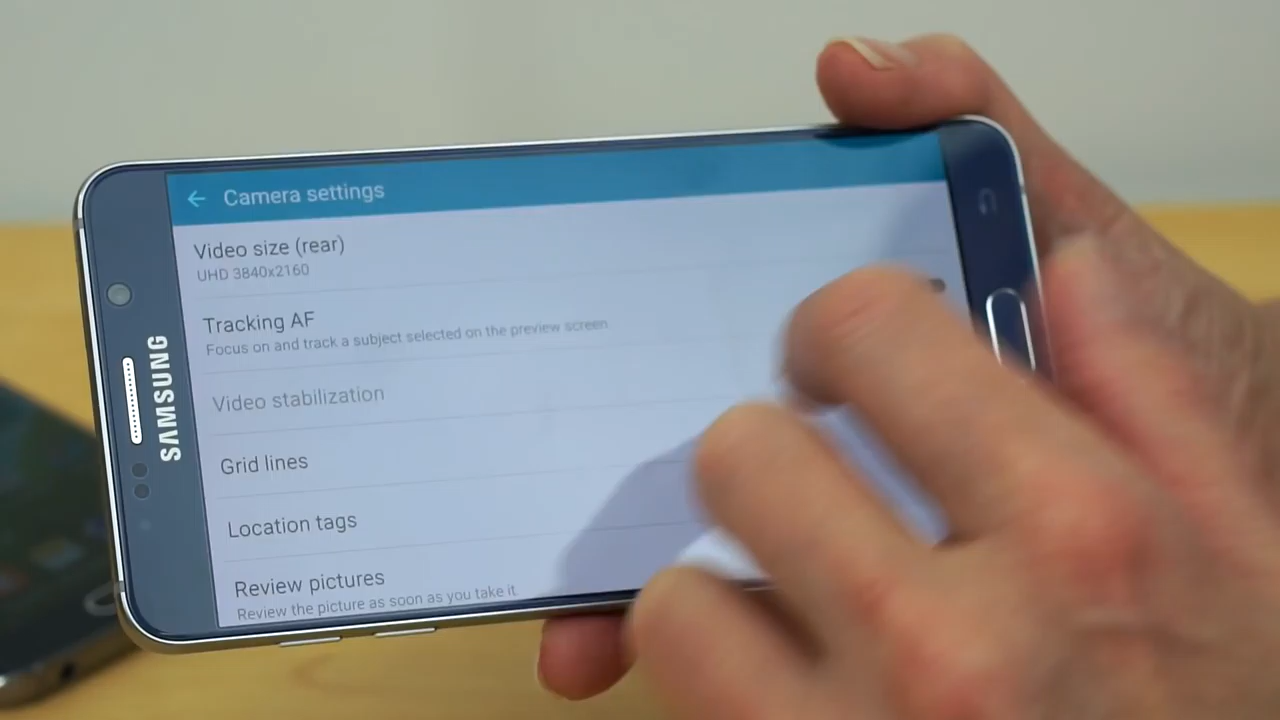 Camera settings
Video size (rear)
UHD 3840x2160
Tracking AF
Focus on and track a subject selected on the preview screen.
Video stabilization
Grid lines
Location tags
Review pictures
Review the picture as soon as you take it
SAMSUNG